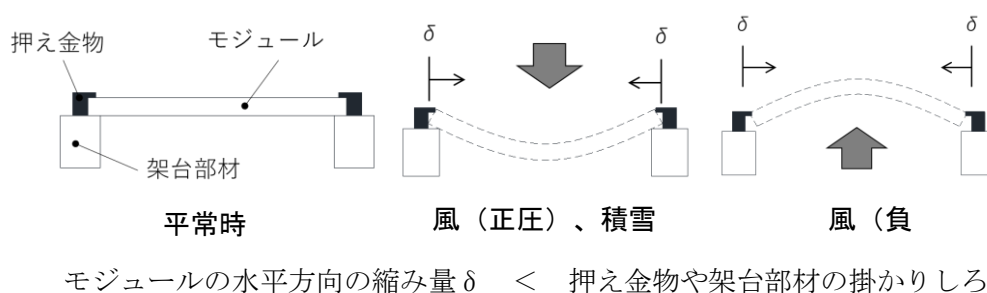 押え金物
モジュール
架台部材
平常時
δ
δ
風（正圧）、積雪
δ
δ
風（負
モジュールの水平方向の縮み量δ　＜　押え金物や架台部材の掛かりしろ